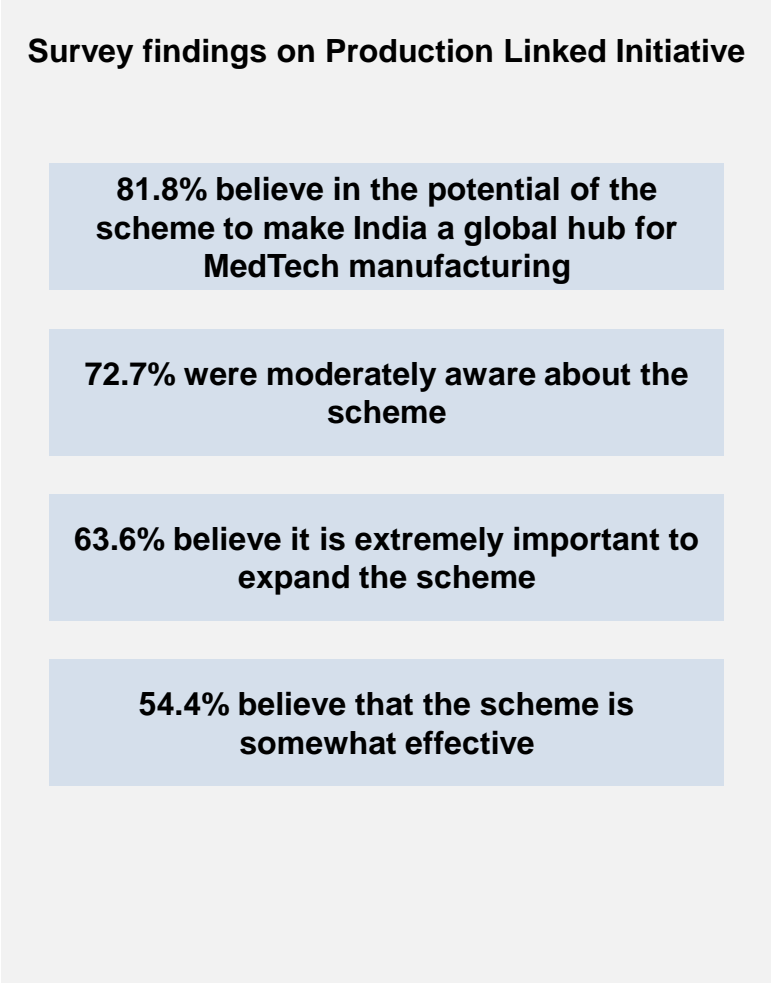 Survey findings on Production Linked Initiative
81.8% believe in the potential of the
scheme to make India a global hub for
MedTech manufacturing
72.7% were moderately aware about the
scheme
63.6% believe it is extremely important to
expand the scheme
54.4% believe that the scheme is
somewhat effective